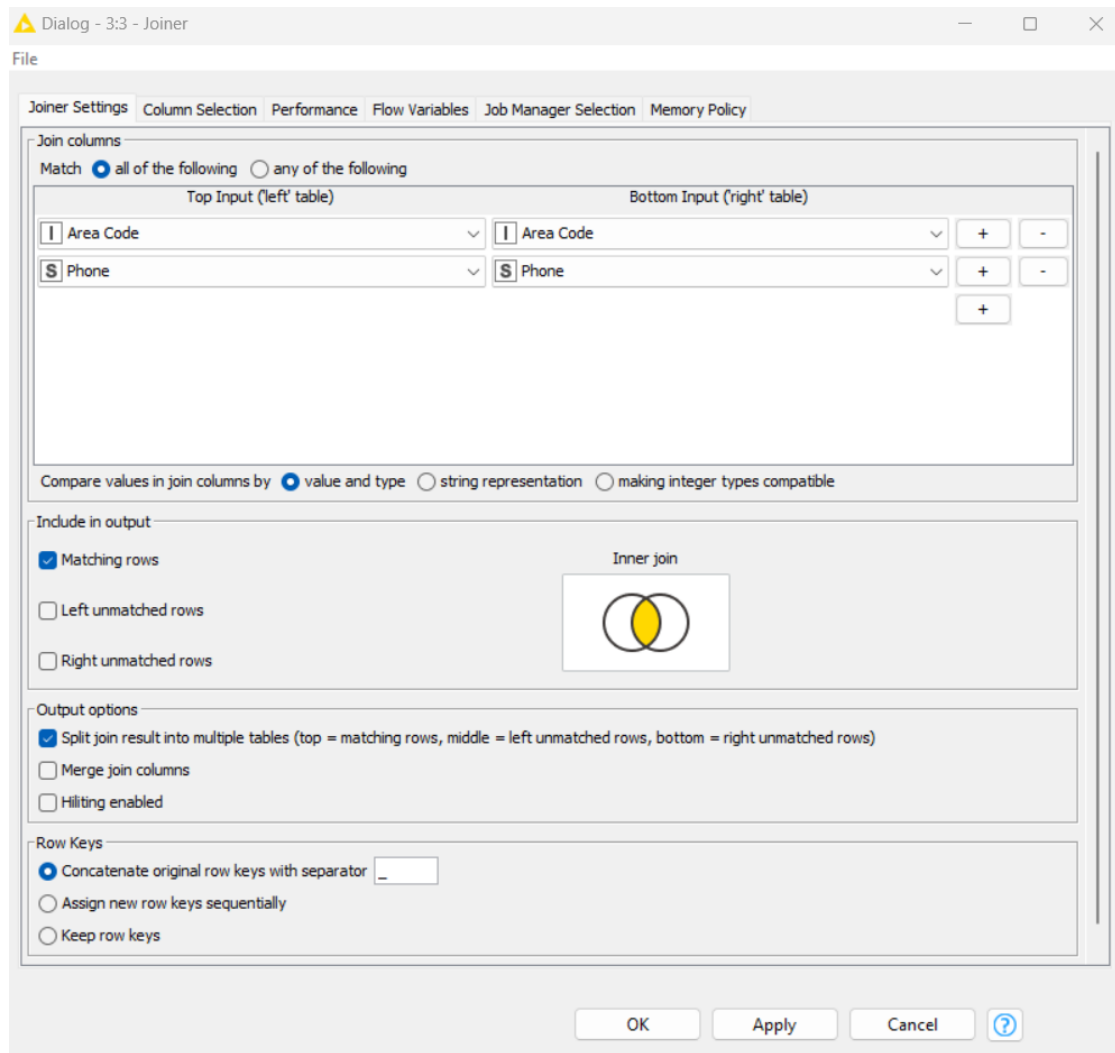 Dialog - 3:3 - Joiner
File
Joiner Settings Column Selection Performance Flow Variables Job Manager Selection Memory Policy
Join columns
Match all of the following any of the following
Top Input ('left' table) Bottom Input ('right' table)
I Area Code I Area Code + -
S Phone S Phone + -
+
Compare values in join columns by value and type string representation making integer types compatible
Include in output
Matching rows Inner join
Left unmatched rows
Right unmatched rows
Output options
Split join result into multiple tables (top = matching rows, middle = left unmatched rows, bottom = right unmatched rows)
Merge join columns
Hiliting enabled
Row Keys
Concatenate original row keys with separator _
Assign new row keys sequentially
Keep row keys
OK Apply Cancel ?